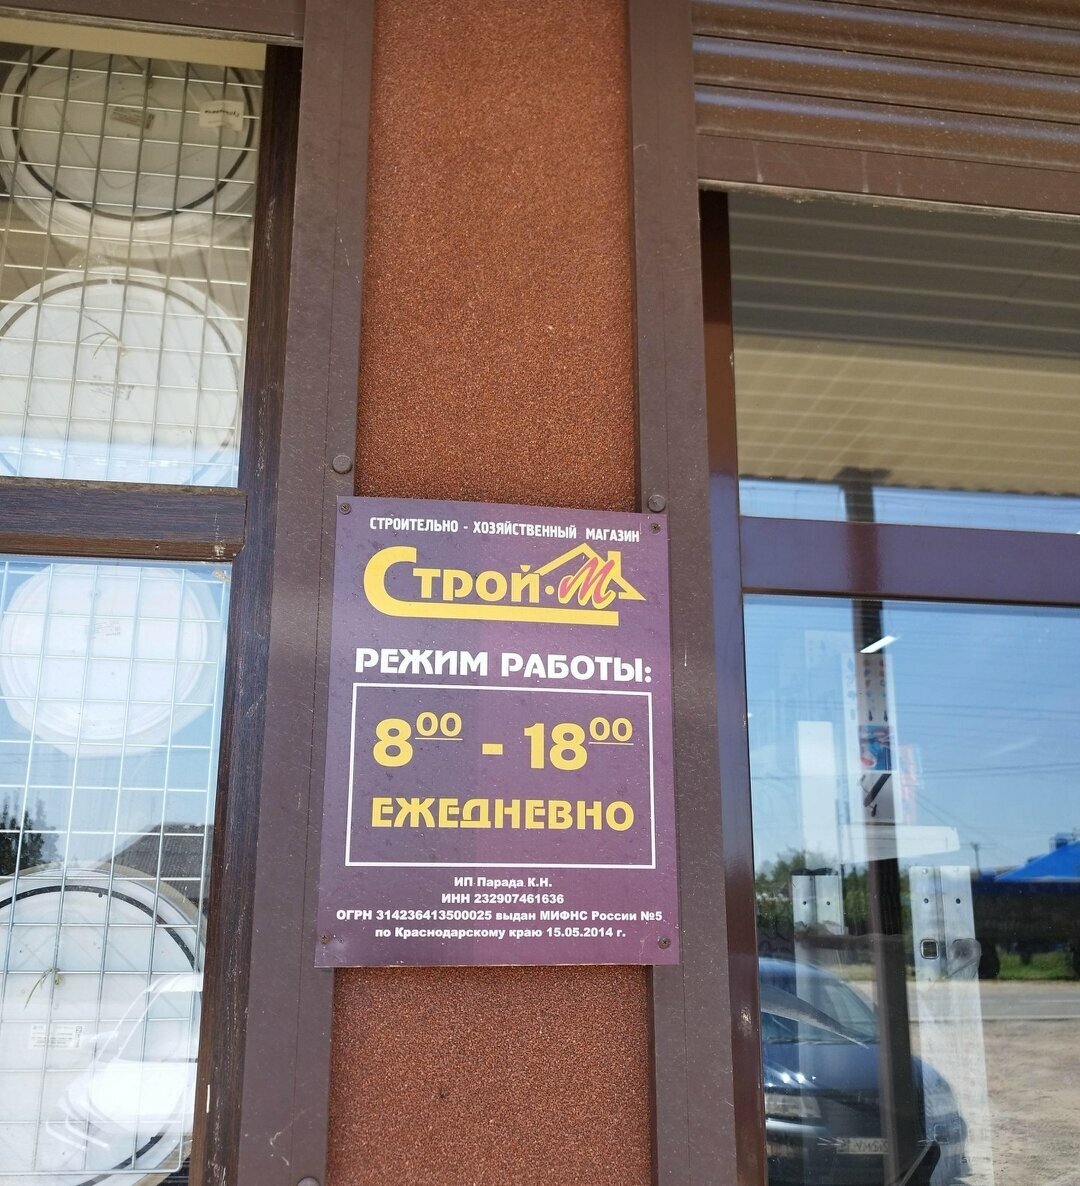 СТРОИТЕЛЬНО - ХОЗЯЙСТВЕННЫЙ МАГАЗИН
СТРОЙ·М
РЕЖИМ РАБОТЫ:
8⁰⁰ - 18⁰⁰
ЕЖЕДНЕВНО
ИП Парада К.Н.
ИНН 232907461636
ОГРН 314236413500025 выдан МИФНС России №5
по Краснодарскому краю 15.05.2014 г.